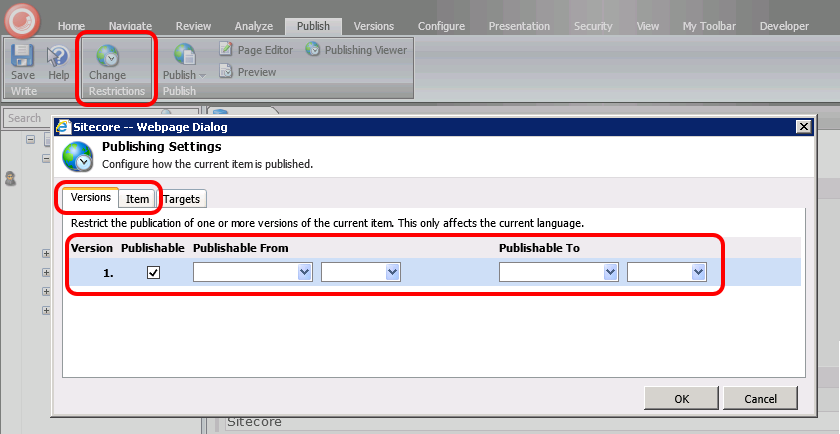 Home Navigate Review Analyze Publish Versions Configure Presentation Security View My Toolbar Developer
Save Help Change Publish Page Editor Publishing Viewer
Preview
Write Restrictions Publish
Search
Sitecore -- Webpage Dialog
Publishing Settings
Configure how the current item is published.
Versions Item Targets
Restrict the publication of one or more versions of the current item. This only affects the current language.
Version Publishable Publishable From Publishable To
1.
OK Cancel
Sitecore